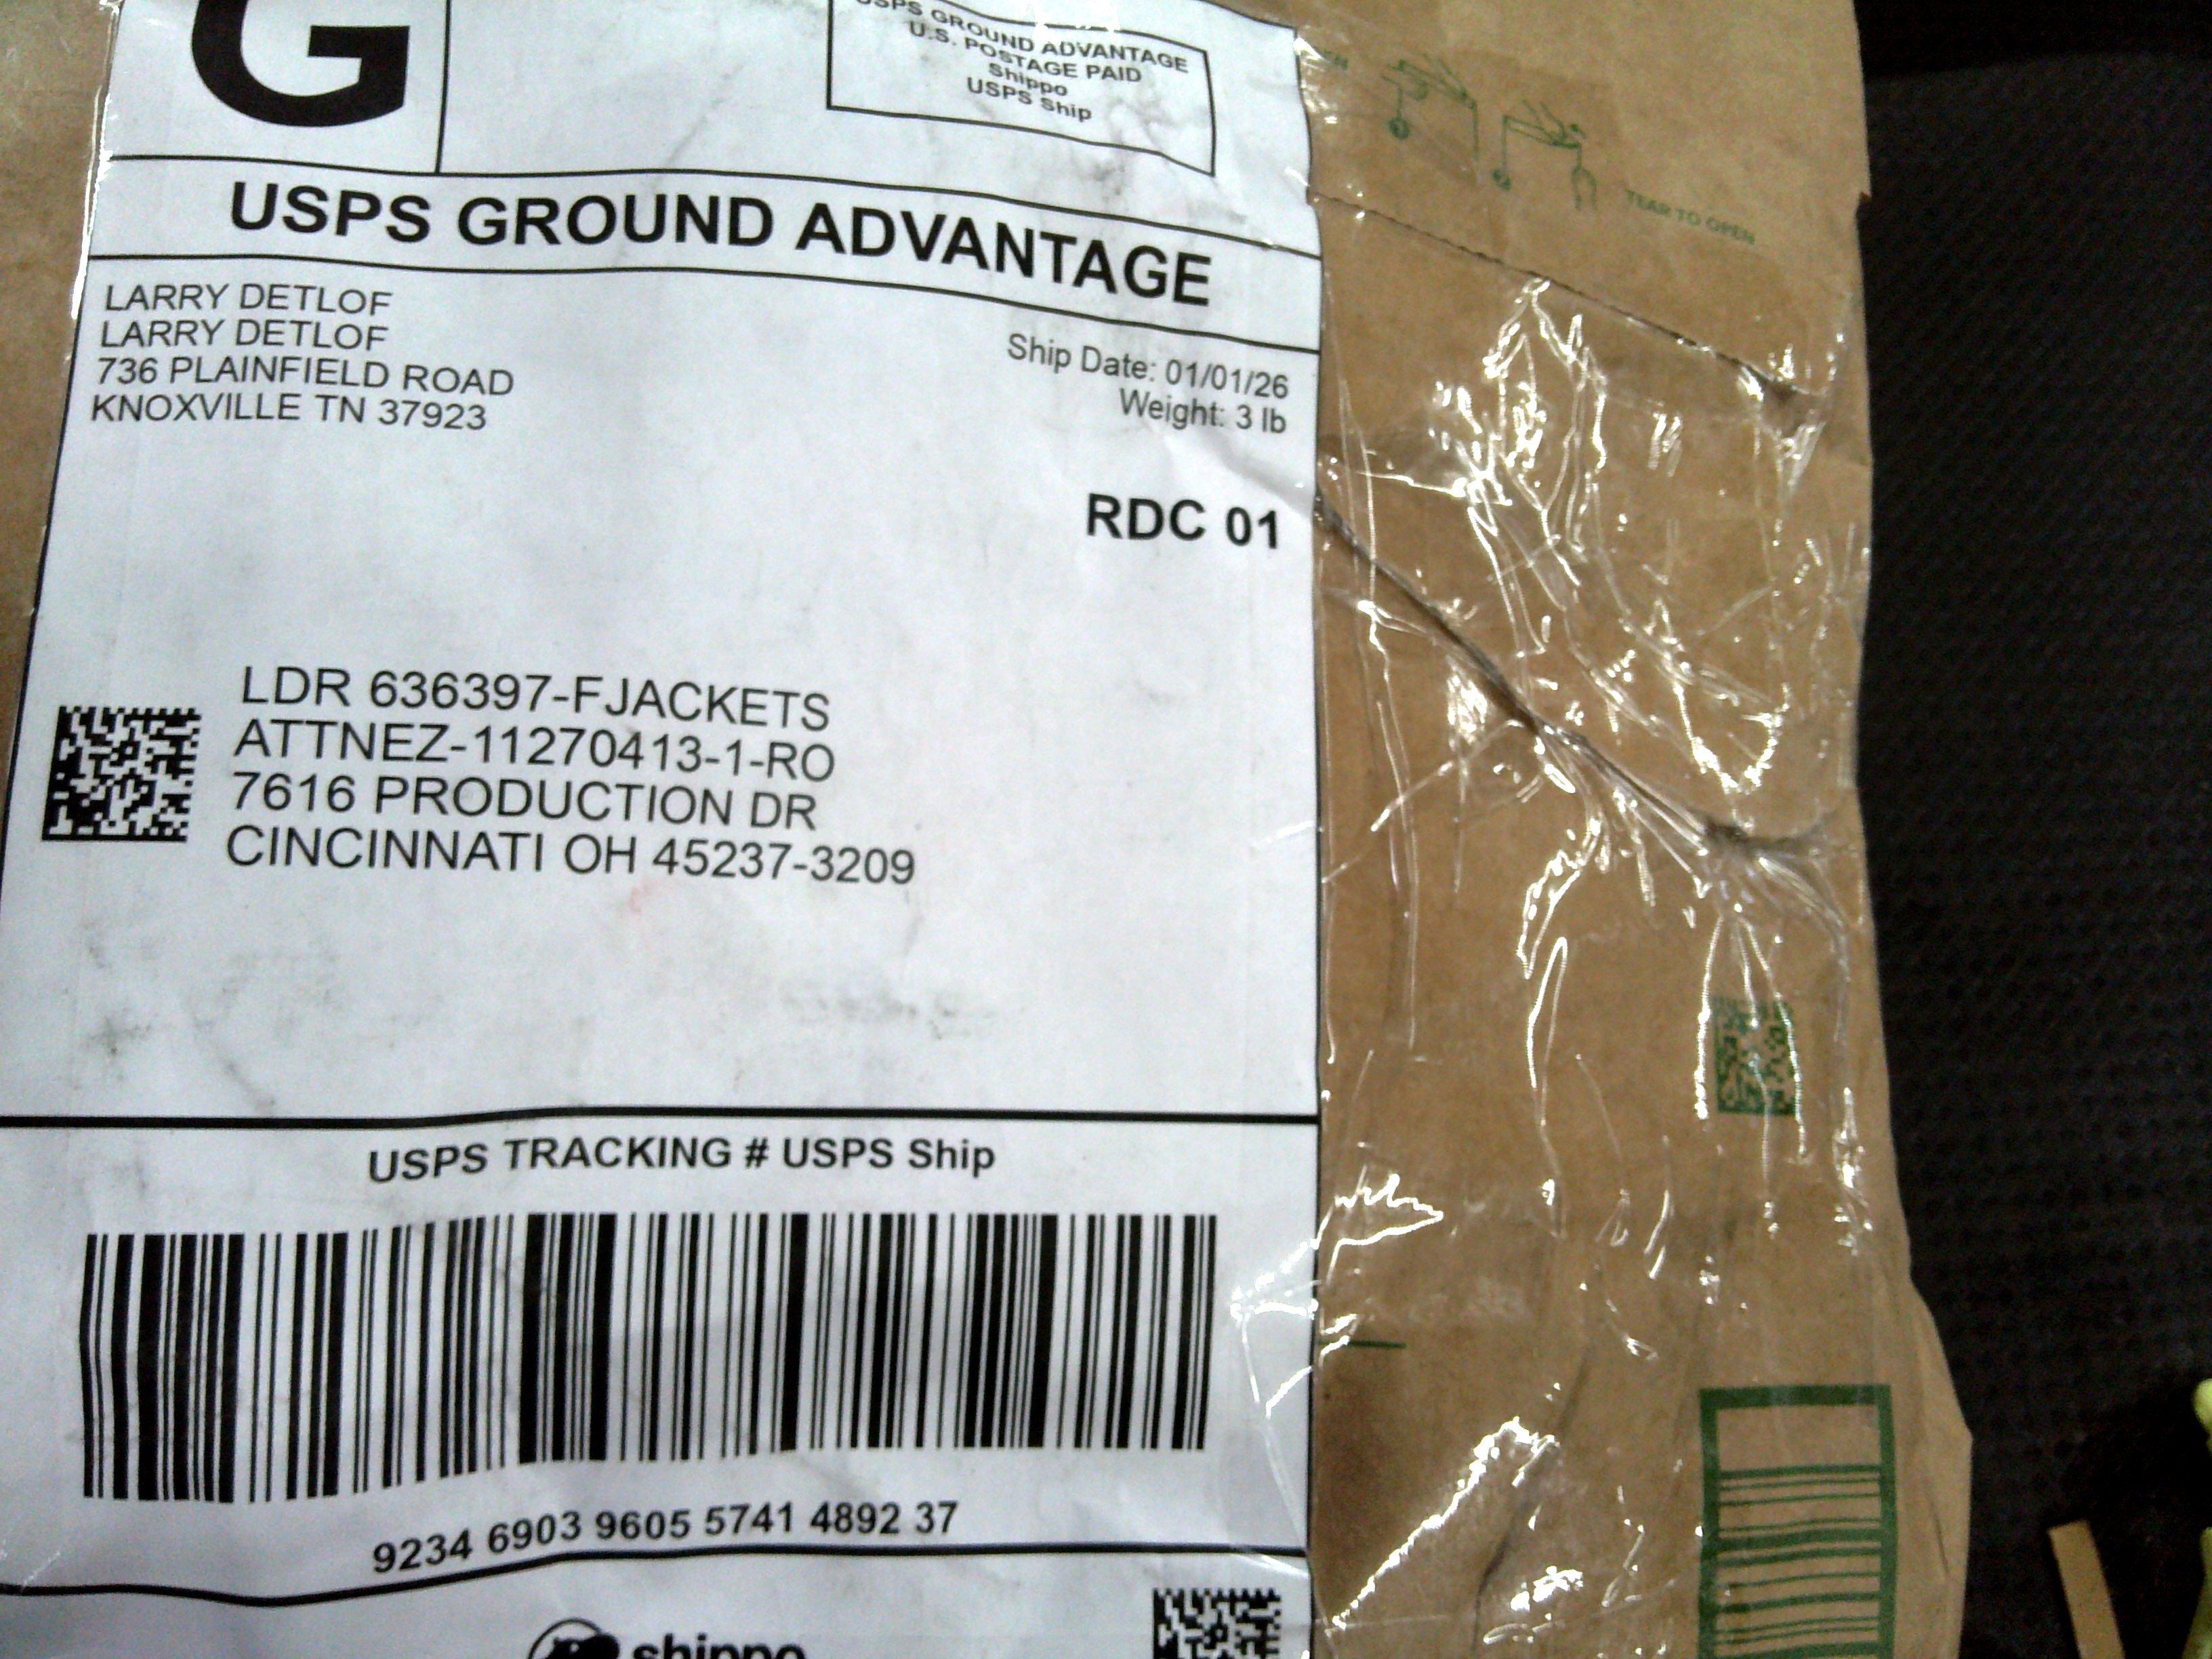 G
USPS GROUND ADVANTAGE
U.S. POSTAGE PAID
Shippo
USPS Ship
USPS GROUND ADVANTAGE
LARRY DETLOF
LARRY DETLOF
736 PLAINFIELD ROAD
KNOXVILLE TN 37923
Ship Date: 01/01/26
Weight: 3 lb
RDC 01
LDR 636397-FJACKETS
ATTNEZ-11270413-1-RO
7616 PRODUCTION DR
CINCINNATI OH 45237-3209
USPS TRACKING # USPS Ship
9234 6903 9605 5741 4892 37
shippo
TEAR TO OPEN